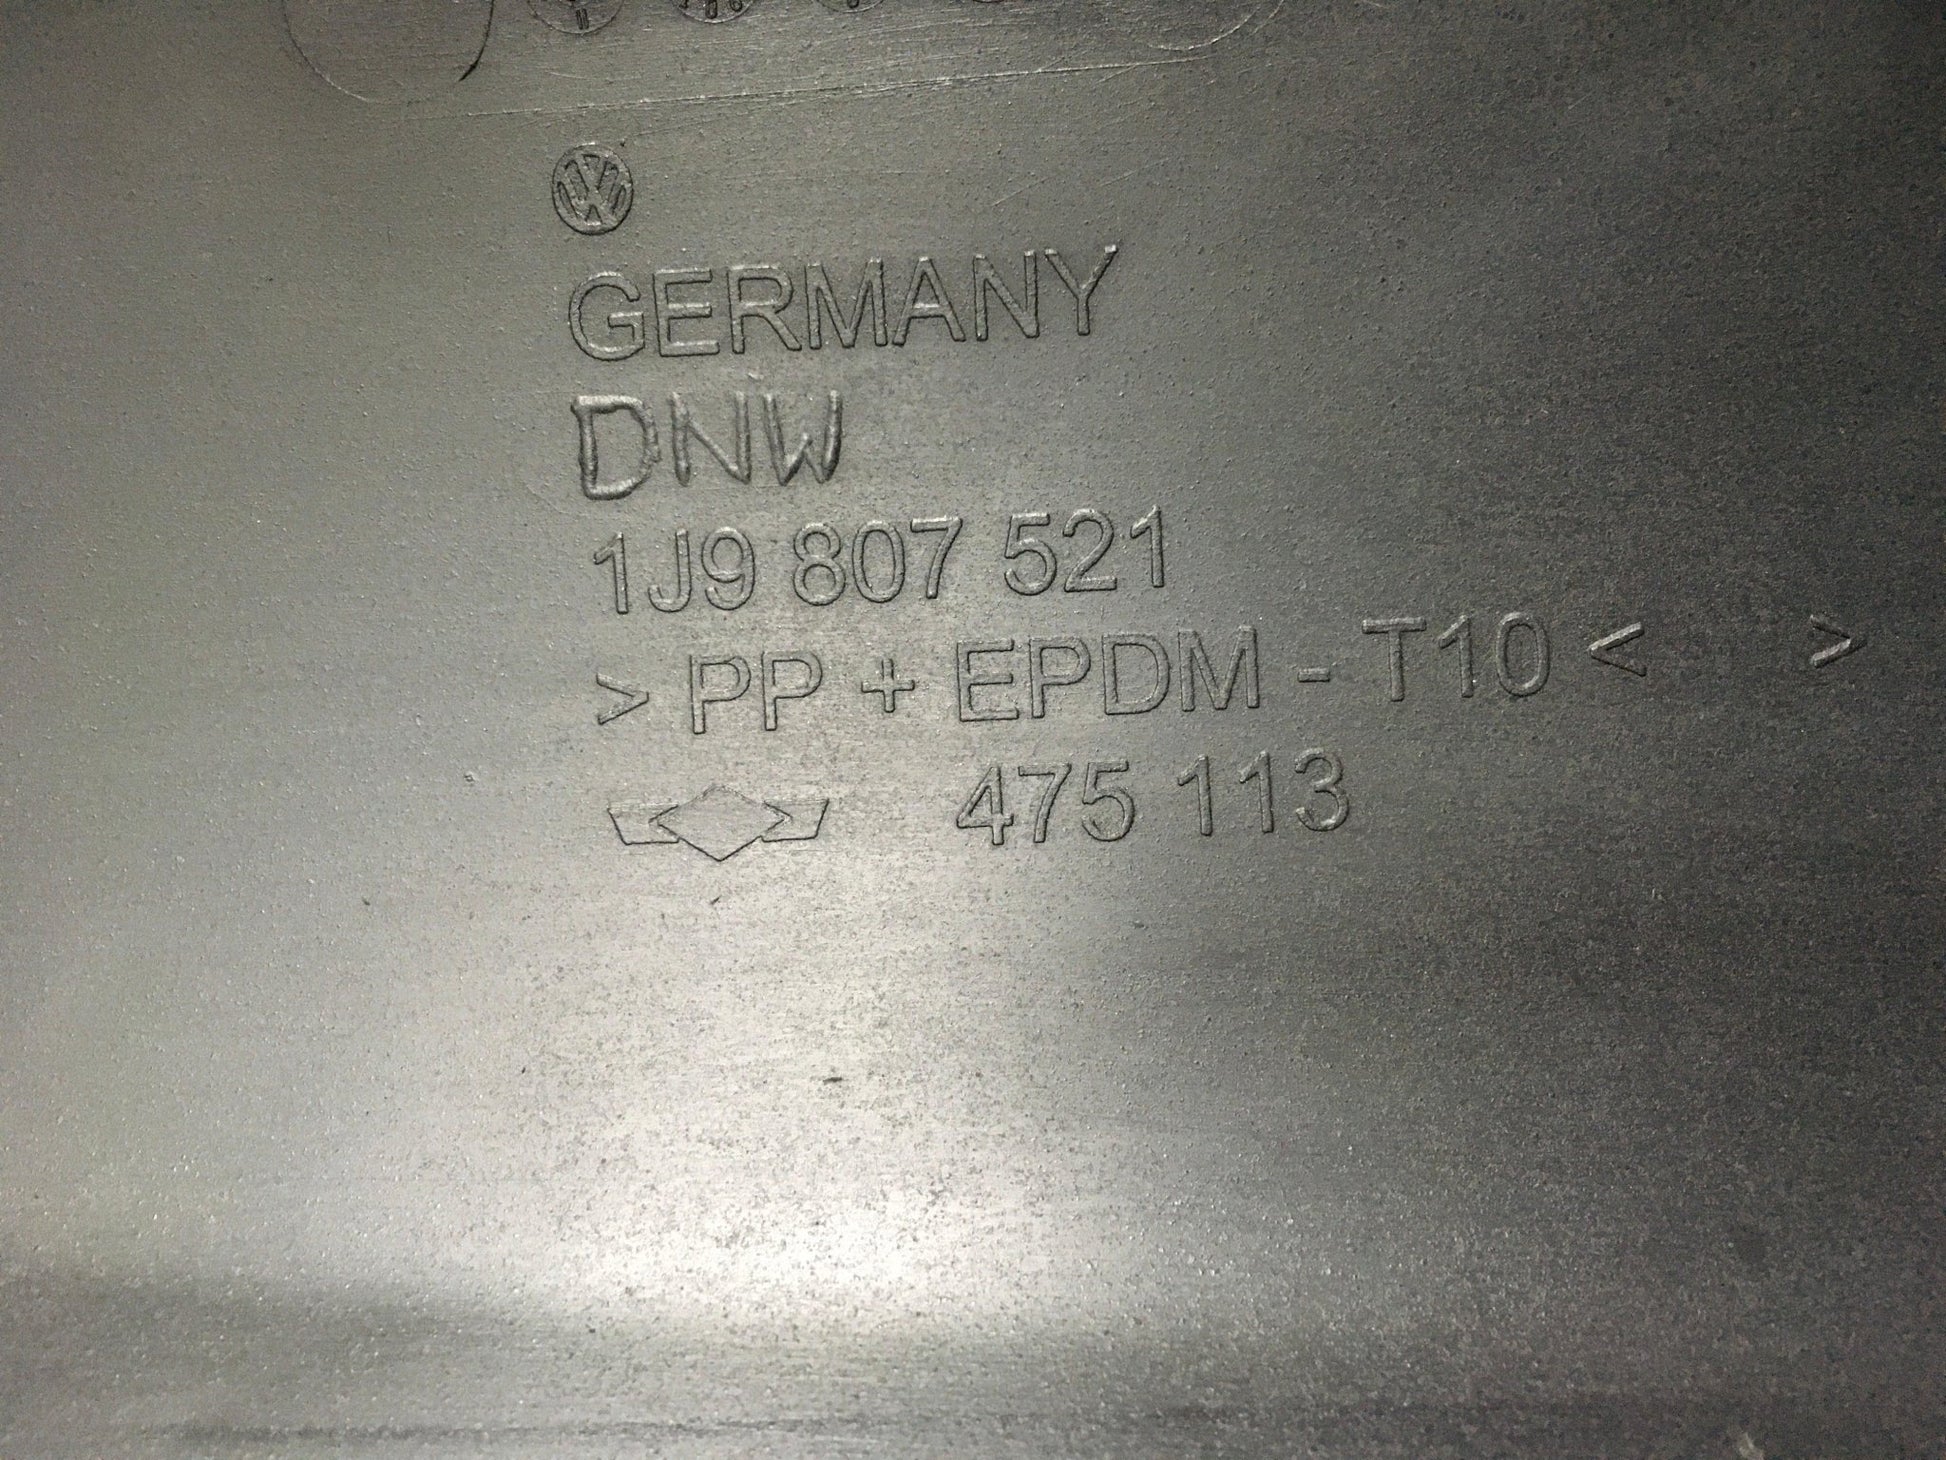 GERMANY
DNW
1J9 807 521
> PP + EPDM - T10 <   >
475 113